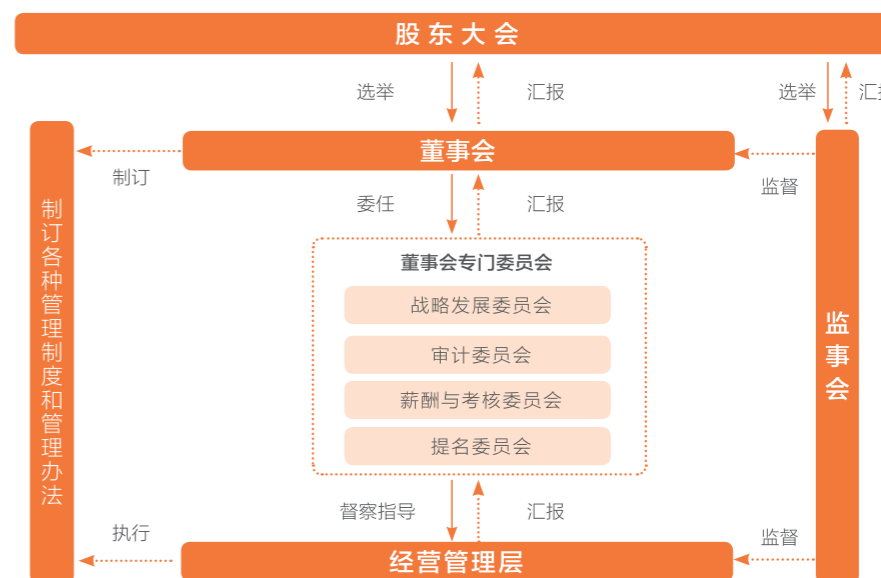 股东大会
选举
汇报
选举
汇报
董事会
制订
监督
委任
汇报
制订各种管理制度和管理办法
董事会专门委员会
战略发展委员会
审计委员会
薪酬与考核委员会
提名委员会
监事会
督察指导
汇报
执行
监督
经营管理层